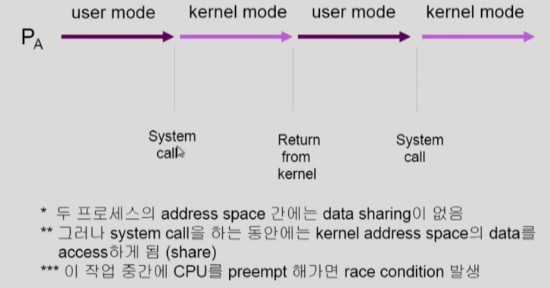 user mode kernel mode user mode kernel mode
PA
System call
Return from kernel
System call
* 두 프로세스의 address space 간에는 data sharing이 없음
** 그러나 system call을 하는 동안에는 kernel address space의 data를
access하게 됨 (share)
*** 이 작업 중간에 CPU를 preempt 해가면 race condition 발생